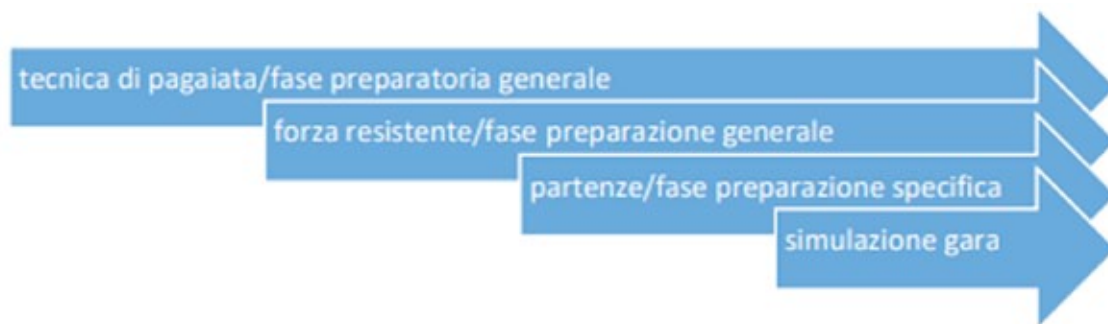 tecnica di pagaiata/fase preparatoria generale
forza resistente/fase preparazione generale
partenze/fase preparazione specifica
simulazione gara